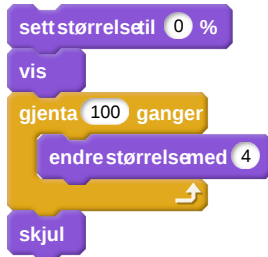 sett størrelse til 0 %
vis
gjenta 100 ganger
endre størrelse med 4
skjul